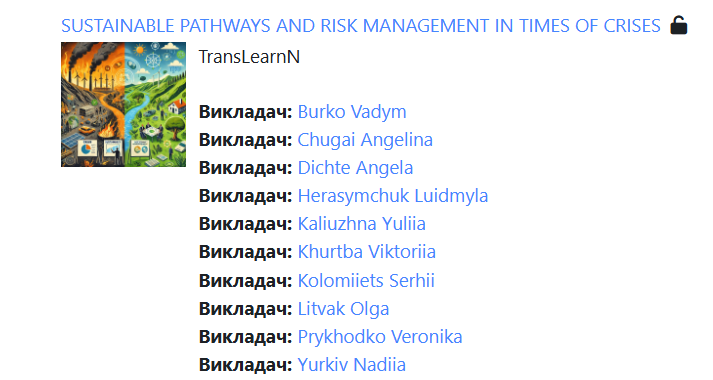 SUSTAINABLE PATHWAYS AND RISK MANAGEMENT IN TIMES OF CRISES
TransLearnN
Викладач: Burko Vadym
Викладач: Chugai Angelina
Викладач: Dichte Angela
Викладач: Herasymchuk Luidmyla
Викладач: Kaliuzhna Yuliia
Викладач: Khurtba Viktoriia
Викладач: Kolomiiets Serhii
Викладач: Litvak Olga
Викладач: Prykhodko Veronika
Викладач: Yurkiv Nadiia